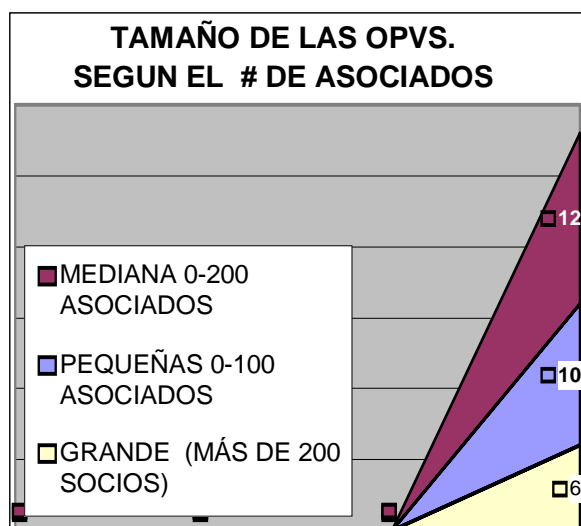 TAMAÑO DE LAS OPVS.
SEGUN EL # DE ASOCIADOS
12
MEDIANA 0-200
ASOCIADOS
PEQUEÑAS 0-100
ASOCIADOS
10
GRANDE (MÁS DE 200
SOCIOS)
6